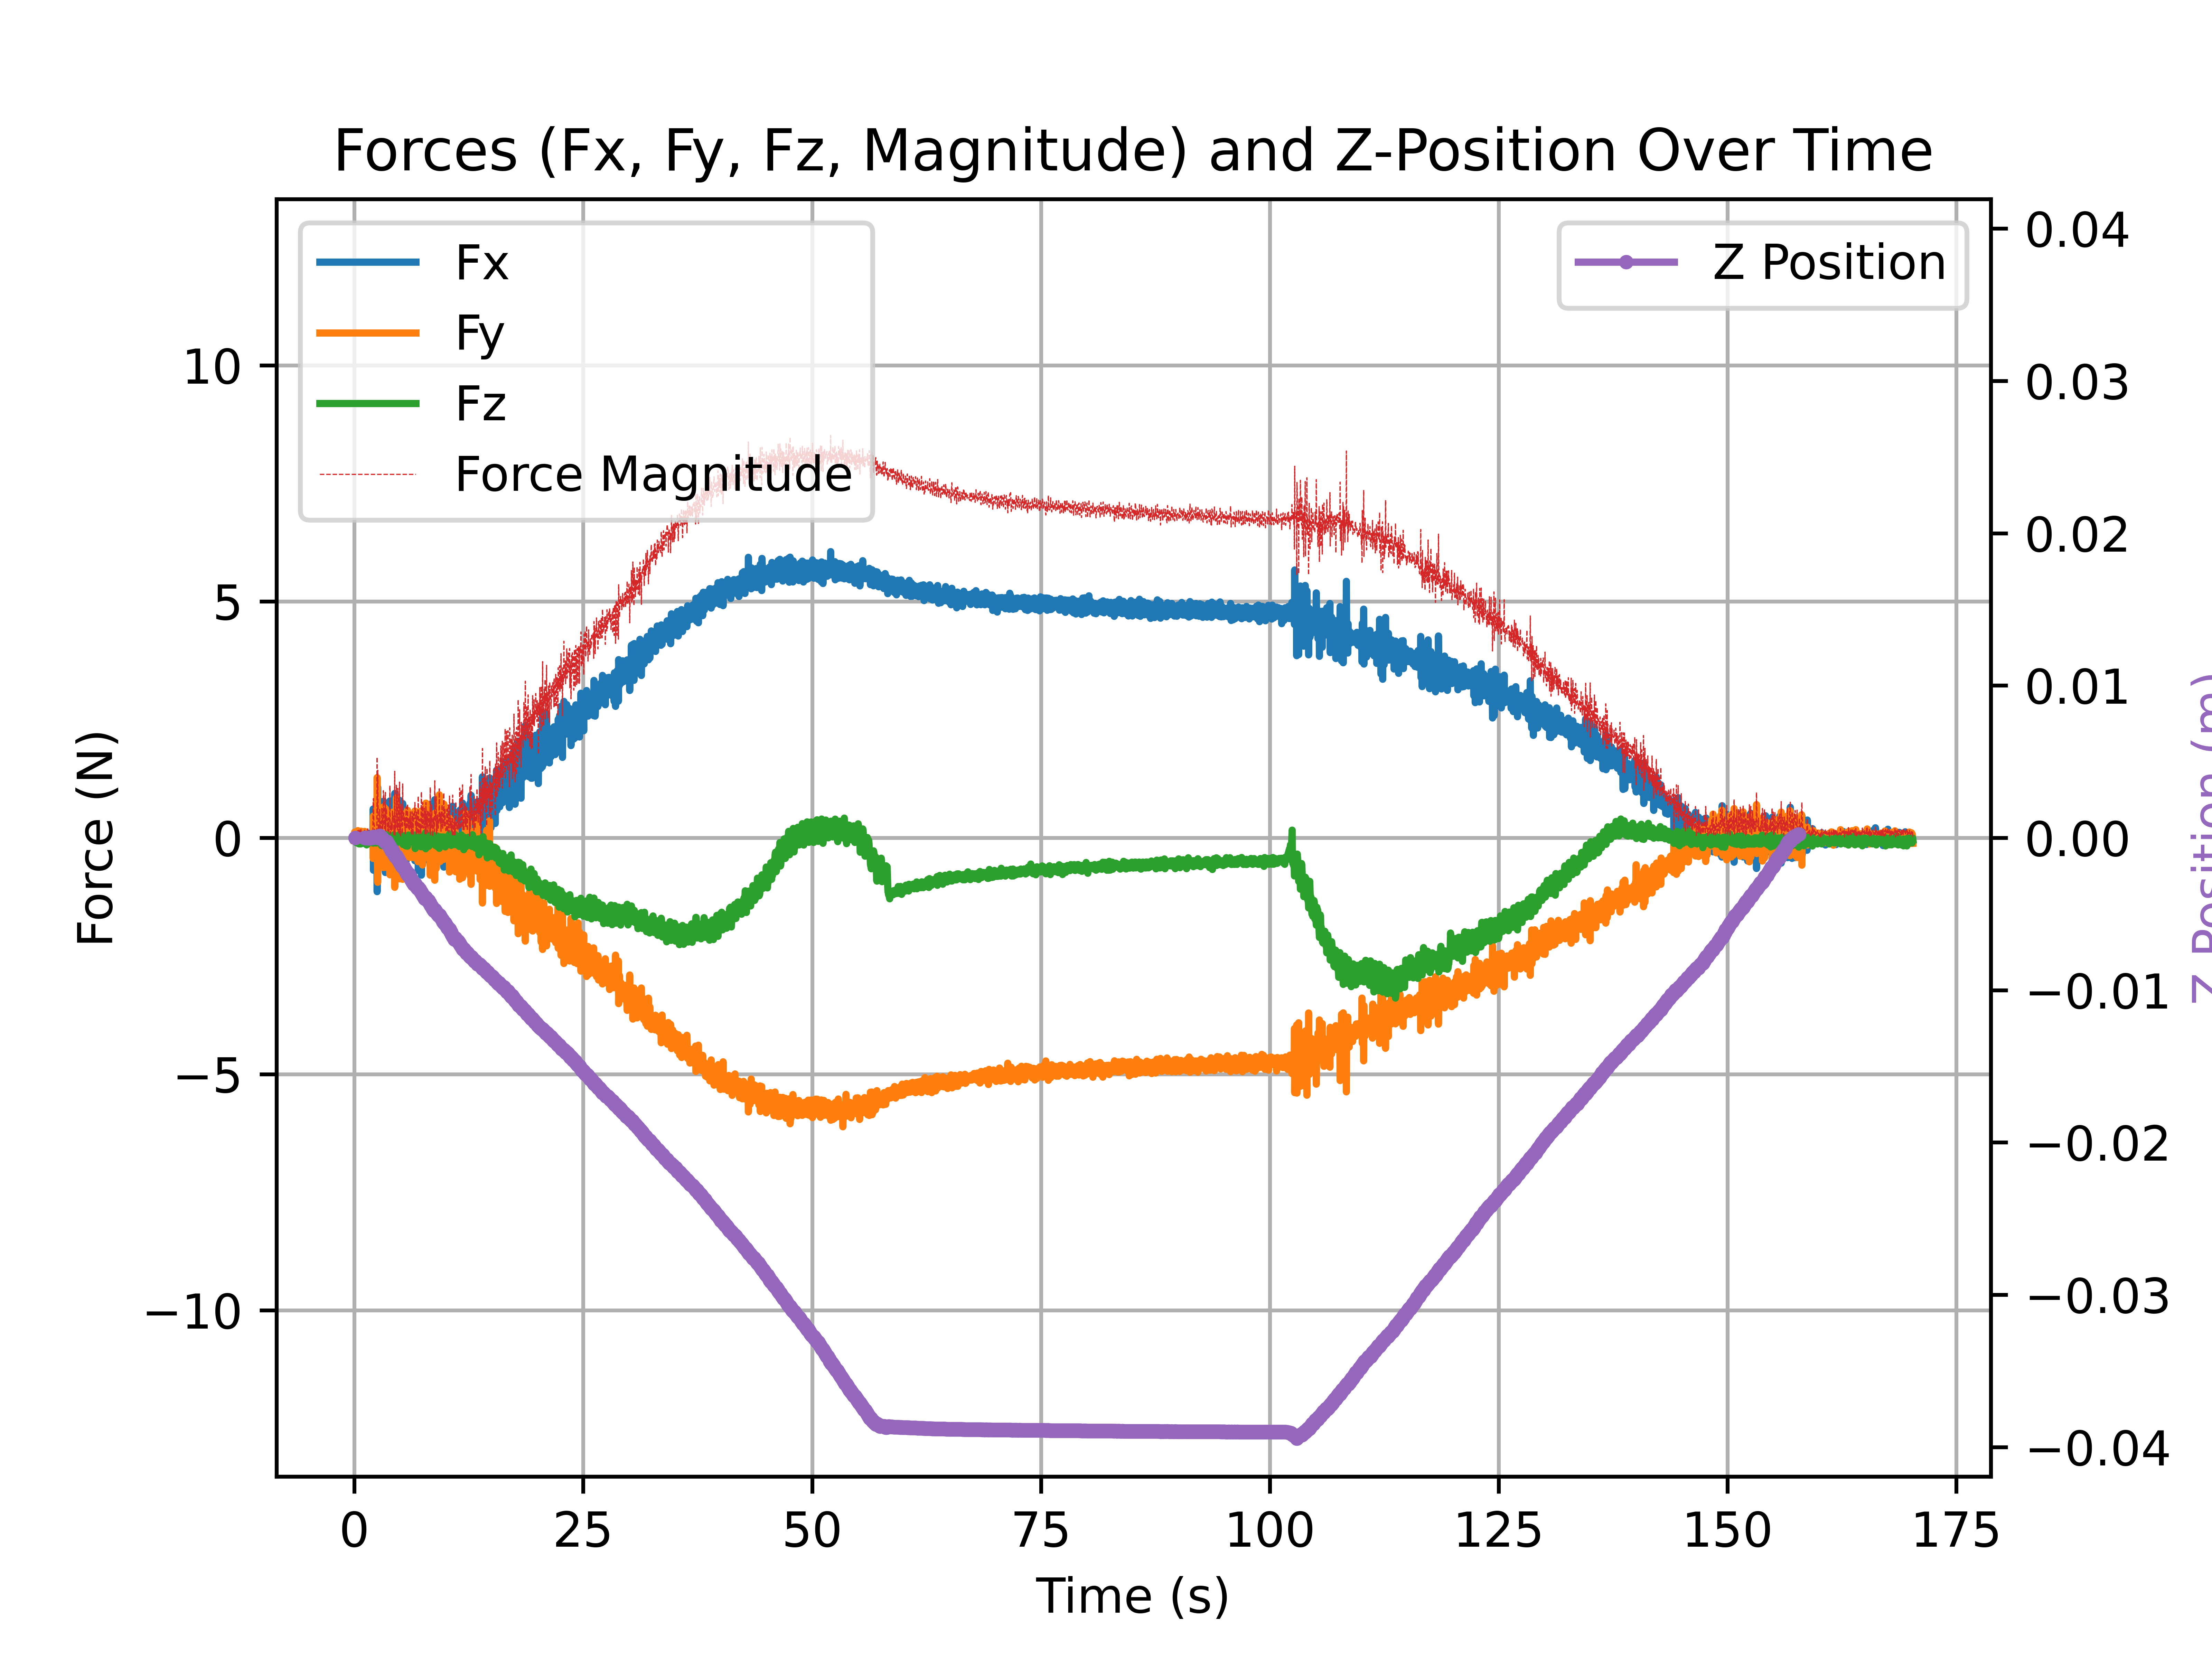 Forces (Fx, Fy, Fz, Magnitude) and Z-Position Over Time
Fx
Fy
Fz
Force Magnitude
Z Position
Force (N)
10
5
0
−5
−10
0.04
0.03
0.02
0.01
0.00
−0.01
−0.02
−0.03
−0.04
Z Position (m)
0 25 50 75 100 125 150 175
Time (s)